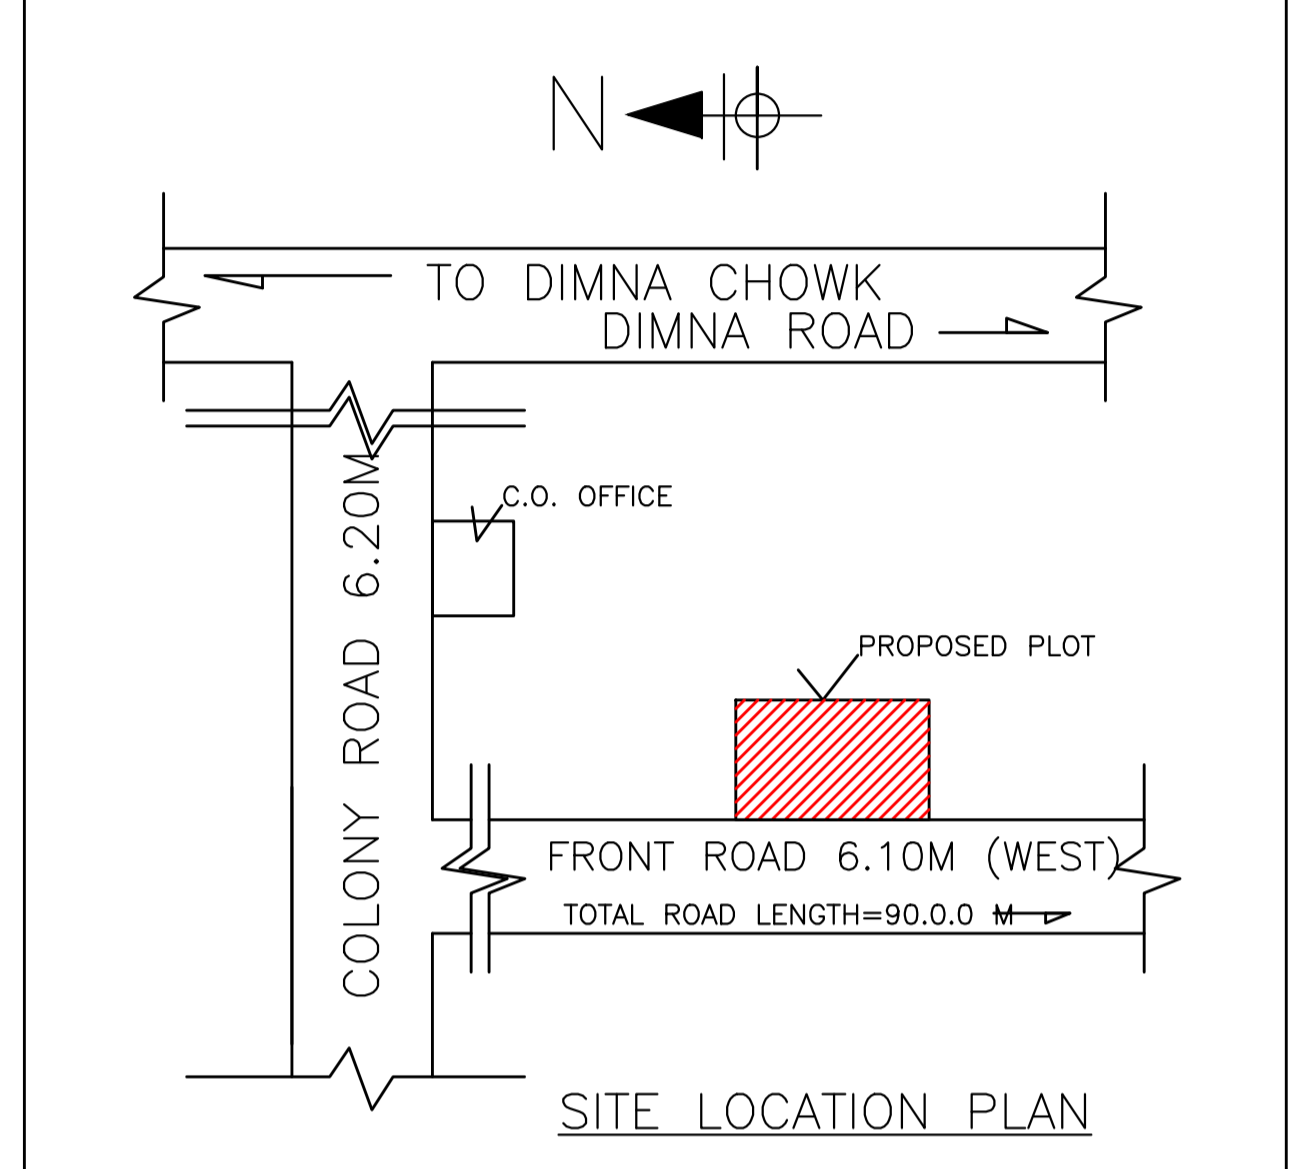 N
TO DIMNA CHOWK
DIMNA ROAD
COLONY ROAD 6.20M
C.O. OFFICE
PROPOSED PLOT
FRONT ROAD 6.10M (WEST)
TOTAL ROAD LENGTH=90.0.0 M
SITE LOCATION PLAN